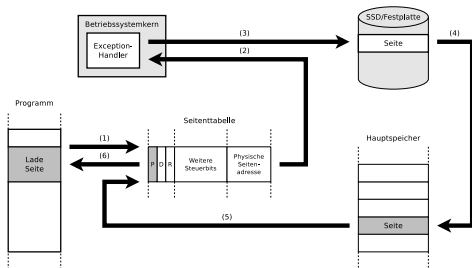 Betriebssystemkern
Exception-
Handler
(3)
(2)
SSD/Festplatte
Seite
(4)
Programm
Lade
Seite
(1)
(6)
Seitenttabelle
P D R
Weitere
Steuerbits
Physische
Seiten-
adresse
Hauptspeicher
Seite
(5)